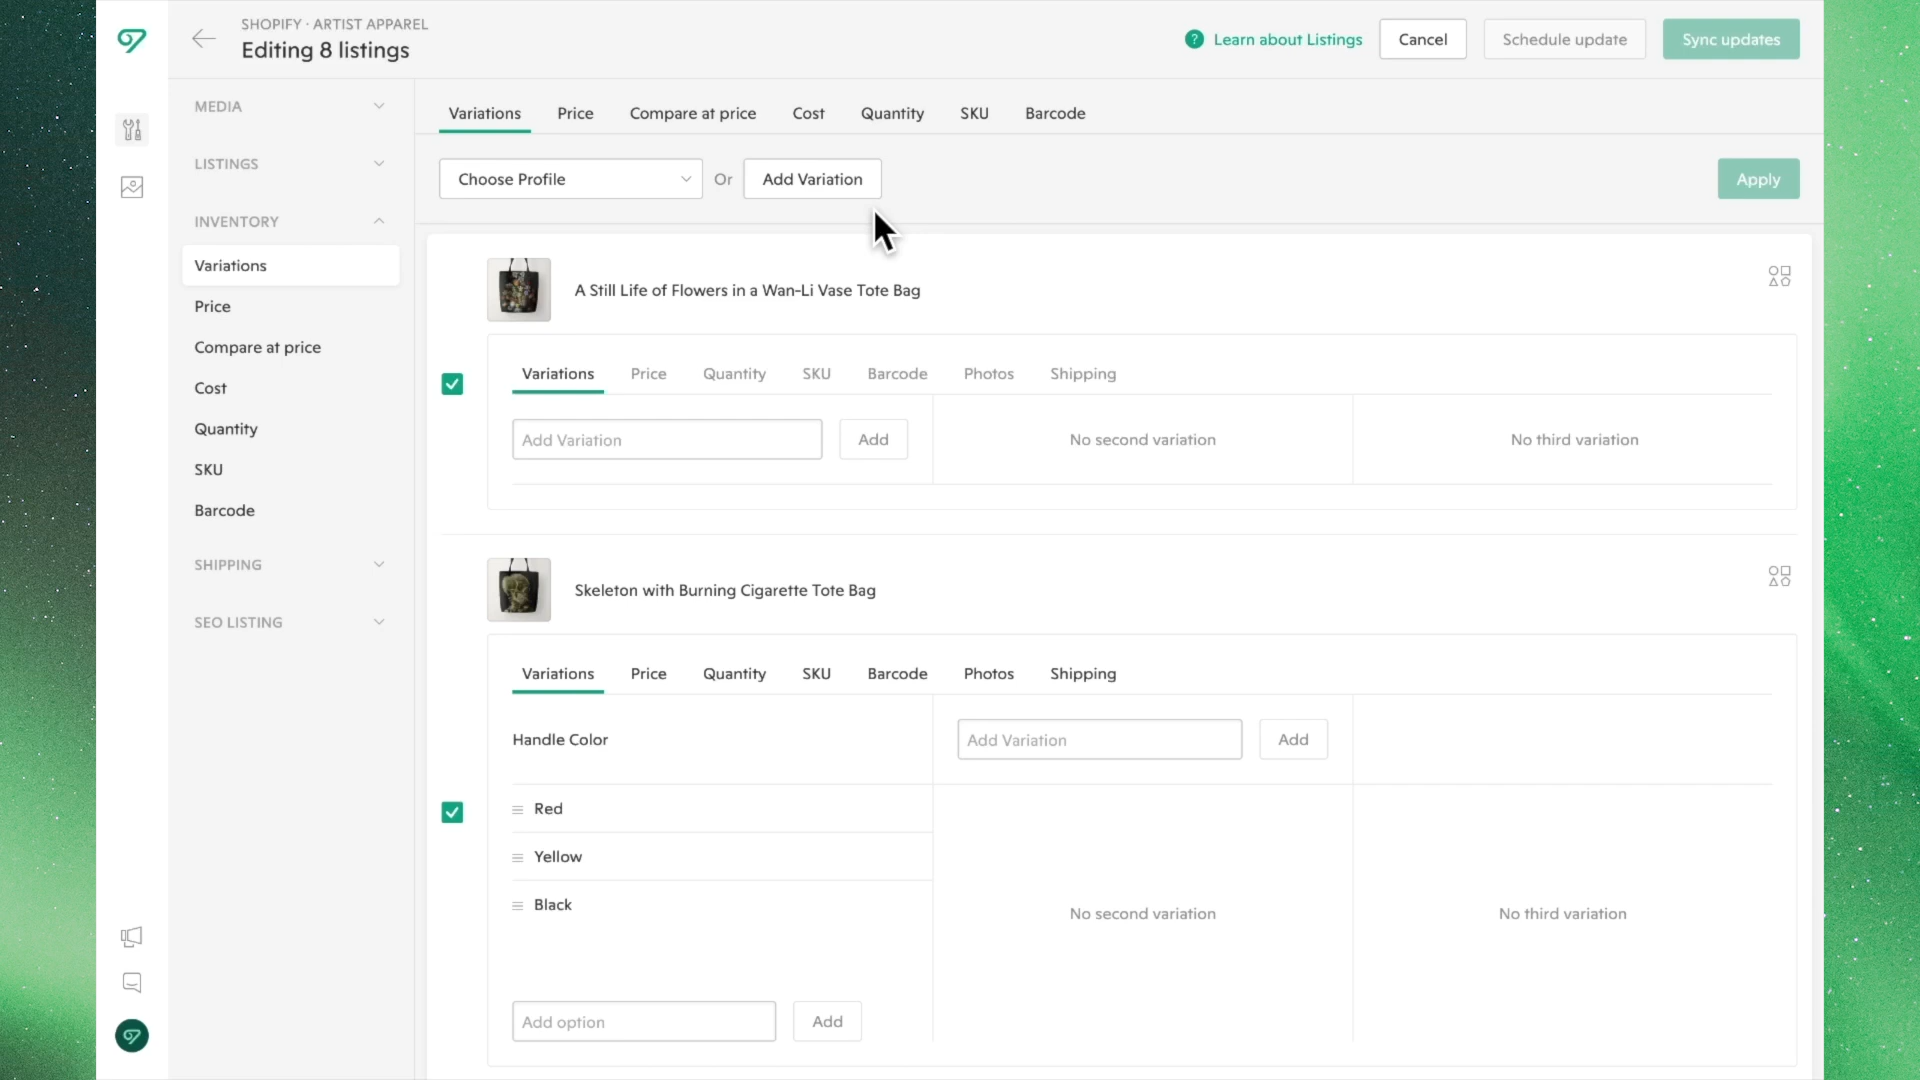 SHOPIFY · ARTIST APPAREL
Editing 8 listings
? Learn about Listings
Cancel
Schedule update
Sync updates
MEDIA
LISTINGS
INVENTORY
Variations
Price
Compare at price
Cost
Quantity
SKU
Barcode
SHIPPING
SEO LISTING
Variations Price Compare at price Cost Quantity SKU Barcode
Choose Profile Or Add Variation Apply
A Still Life of Flowers in a Wan-Li Vase Tote Bag
Variations Price Quantity SKU Barcode Photos Shipping
Add Variation Add No second variation No third variation
Skeleton with Burning Cigarette Tote Bag
Variations Price Quantity SKU Barcode Photos Shipping
Handle Color Add Variation Add
Red
Yellow
Black
No second variation No third variation
Add option Add